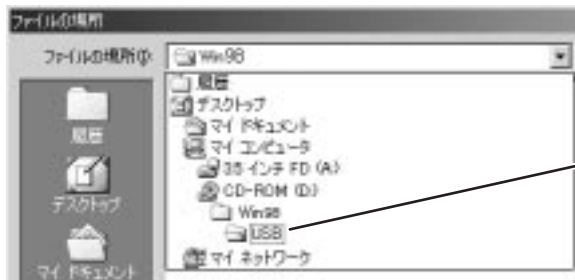 ファイルの場所
ファイルの場所(I):
Win98
履歴
デスクトップ
マイ ドキュメント
マイ コンピュータ
3.5 インチ FD (A:)
CD-ROM (D:)
Win98
USB
マイ ネットワーク
履歴
デスクトップ
マイ ドキュメント